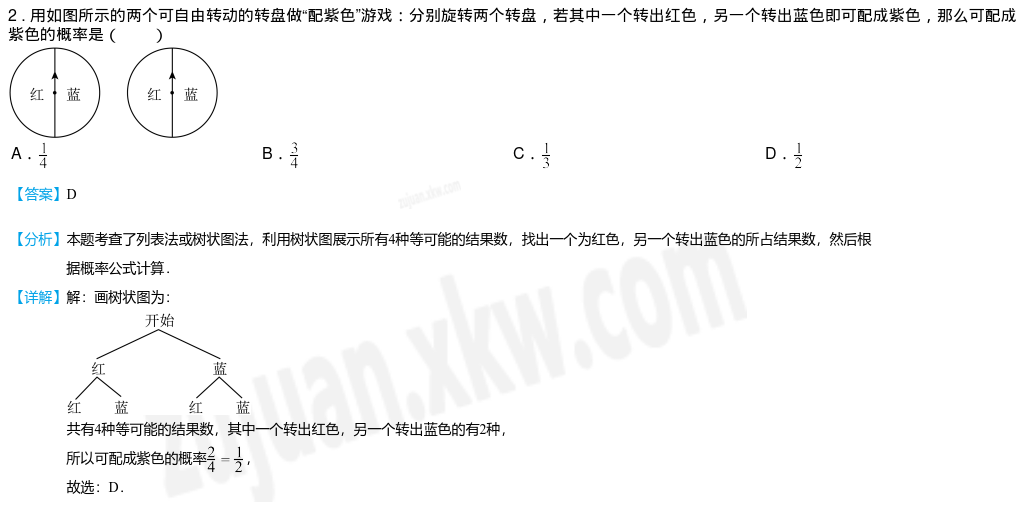 2．用如图所示的两个可自由转动的转盘做“配紫色”游戏：分别旋转两个转盘，若其中一个转出红色，另一个转出蓝色即可配成紫色，那么可配成
紫色的概率是（　　）
红 蓝 红 蓝
A．1/4 B．3/4 C．1/3 D．1/2
【答案】D
zujuan.xkw.com
【分析】本题考查了列表法或树状图法，利用树状图展示所有4种等可能的结果数，找出一个为红色，另一个转出蓝色的所占结果数，然后根
据概率公式计算．
【详解】解：画树状图为：
开始
红 蓝
红 蓝 红 蓝
共有4种等可能的结果数，其中一个转出红色，另一个转出蓝色的有2种，
所以可配成紫色的概率2/4＝1/2，
故选：D．
zujuan.xkw.com